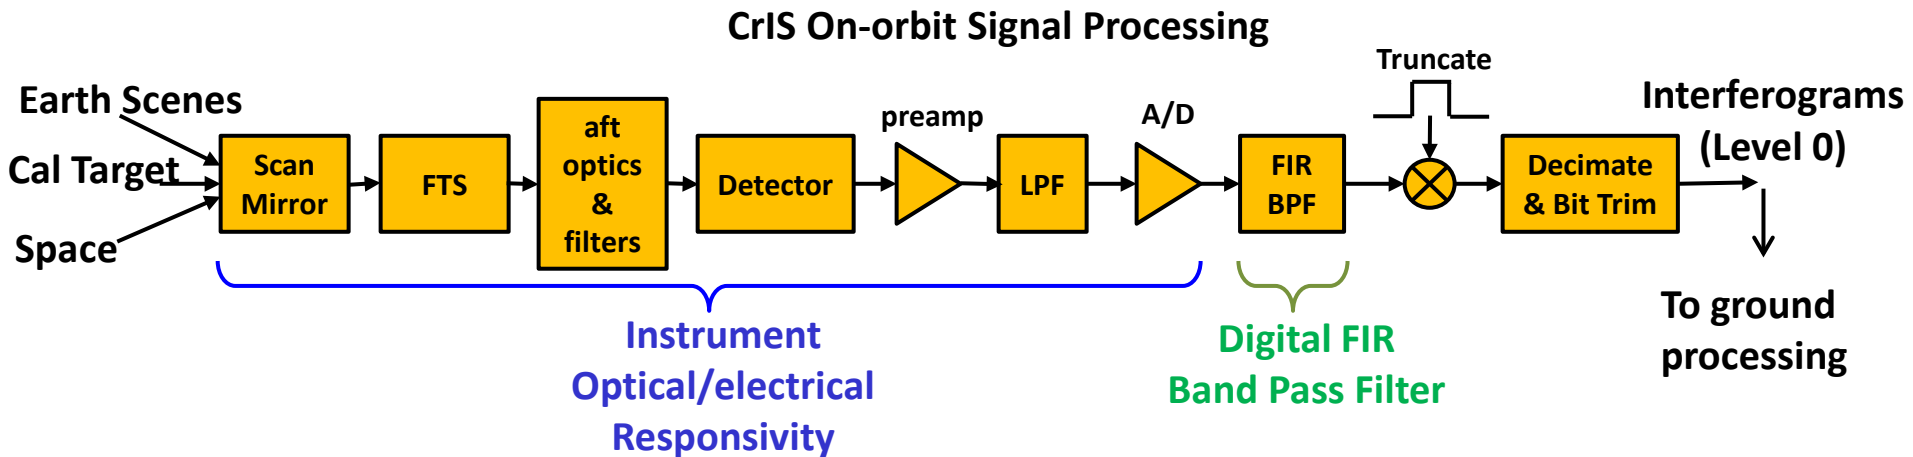 CrIS On-orbit Signal Processing
Earth Scenes
Cal Target
Space
Scan
Mirror
FTS
aft
optics
&
filters
Detector
preamp
LPF
A/D
FIR
BPF
Truncate
Decimate
& Bit Trim
Interferograms
(Level 0)
To ground
processing
Instrument
Optical/electrical
Responsivity
Digital FIR
Band Pass Filter